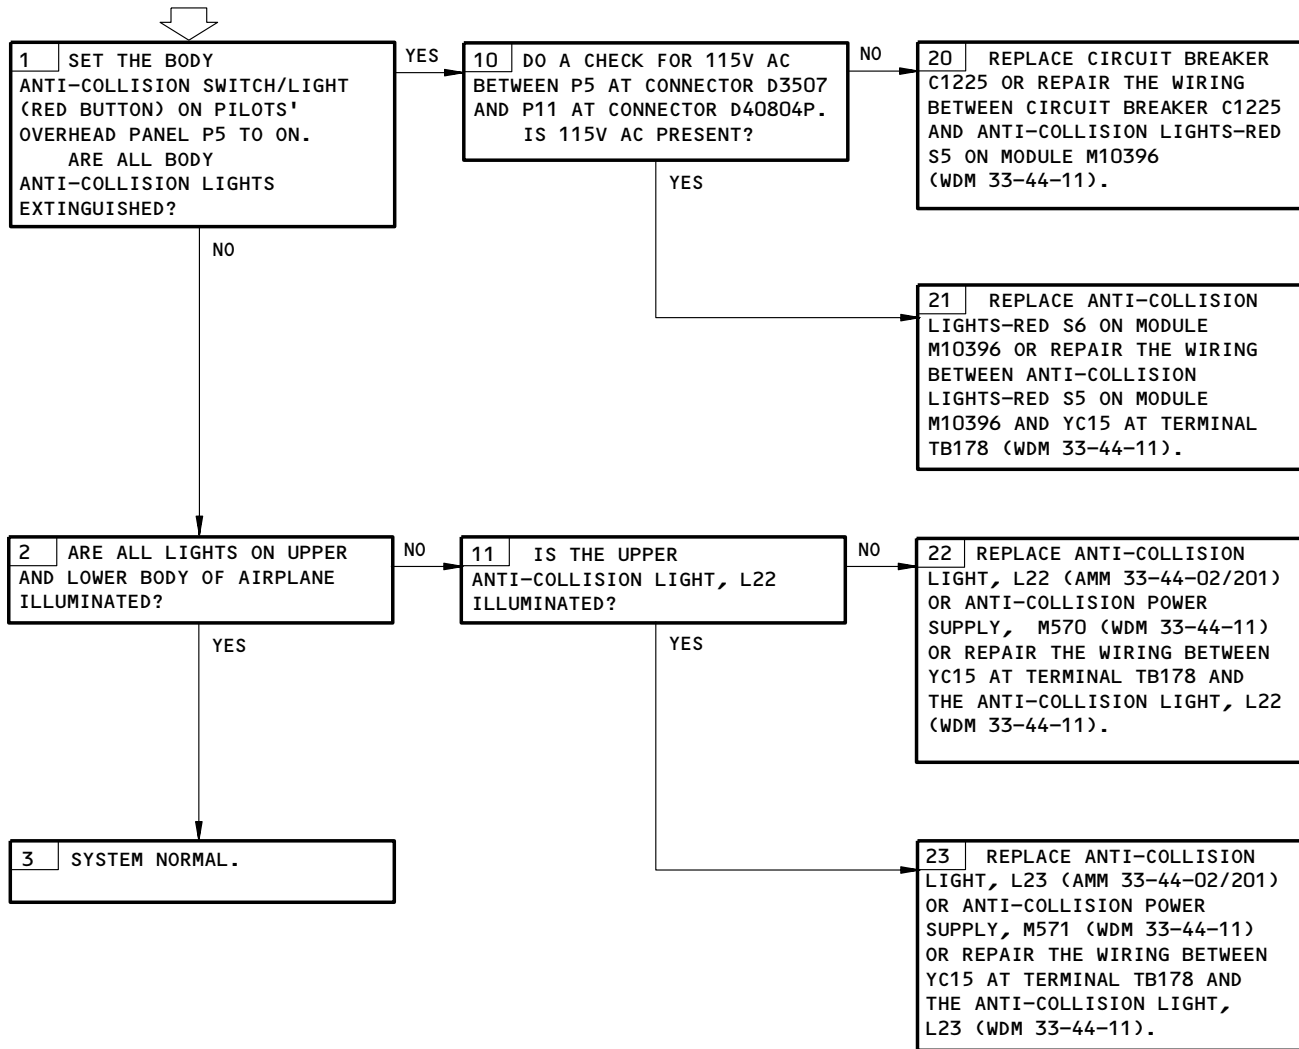 1 SET THE BODY
ANTI-COLLISION SWITCH/LIGHT
(RED BUTTON) ON PILOTS'
OVERHEAD PANEL P5 TO ON.
ARE ALL BODY
ANTI-COLLISION LIGHTS
EXTINGUISHED?
YES
NO
10 DO A CHECK FOR 115V AC
BETWEEN P5 AT CONNECTOR D3507
AND P11 AT CONNECTOR D40804P.
IS 115V AC PRESENT?
NO
YES
20 REPLACE CIRCUIT BREAKER
C1225 OR REPAIR THE WIRING
BETWEEN CIRCUIT BREAKER C1225
AND ANTI-COLLISION LIGHTS-RED
S5 ON MODULE M10396
(WDM 33-44-11).
21 REPLACE ANTI-COLLISION
LIGHTS-RED S6 ON MODULE
M10396 OR REPAIR THE WIRING
BETWEEN ANTI-COLLISION
LIGHTS-RED S5 ON MODULE
M10396 AND YC15 AT TERMINAL
TB178 (WDM 33-44-11).
2 ARE ALL LIGHTS ON UPPER
AND LOWER BODY OF AIRPLANE
ILLUMINATED?
NO
YES
11 IS THE UPPER
ANTI-COLLISION LIGHT, L22
ILLUMINATED?
NO
YES
22 REPLACE ANTI-COLLISION
LIGHT, L22 (AMM 33-44-02/201)
OR ANTI-COLLISION POWER
SUPPLY, M570 (WDM 33-44-11)
OR REPAIR THE WIRING BETWEEN
YC15 AT TERMINAL TB178 AND
THE ANTI-COLLISION LIGHT, L22
(WDM 33-44-11).
3 SYSTEM NORMAL.
23 REPLACE ANTI-COLLISION
LIGHT, L23 (AMM 33-44-02/201)
OR ANTI-COLLISION POWER
SUPPLY, M571 (WDM 33-44-11)
OR REPAIR THE WIRING BETWEEN
YC15 AT TERMINAL TB178 AND
THE ANTI-COLLISION LIGHT,
L23 (WDM 33-44-11).